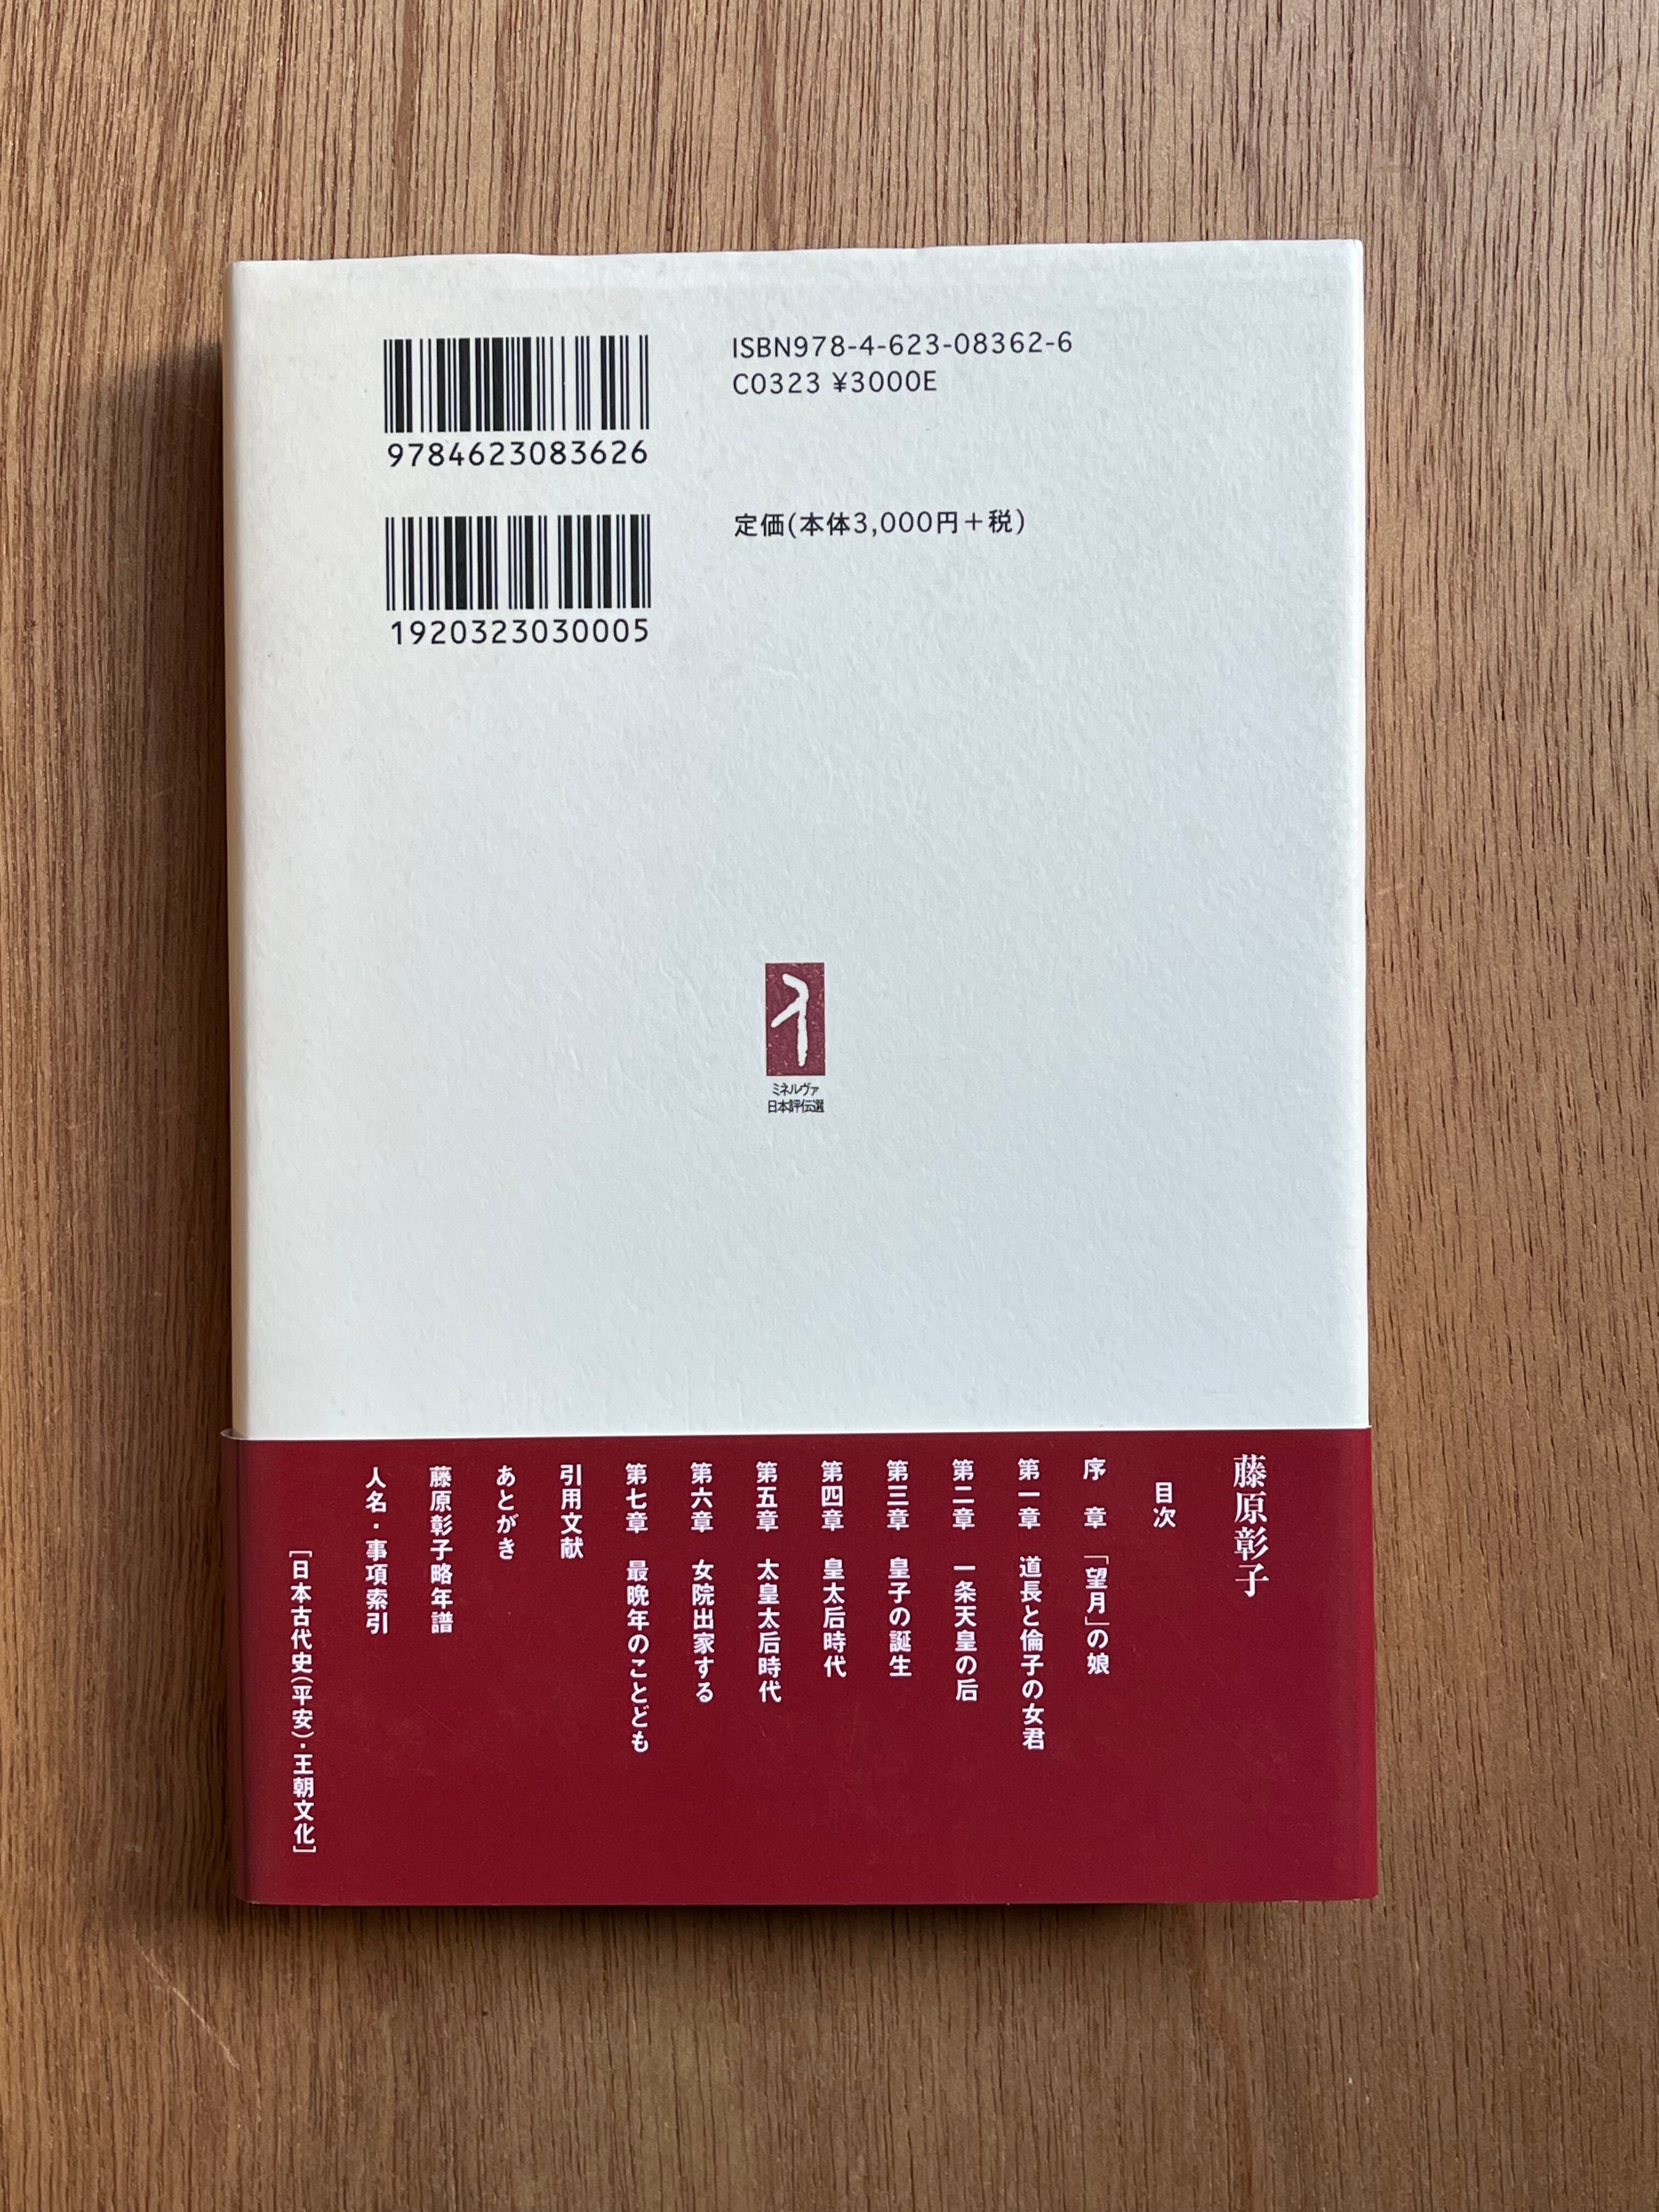 ISBN978-4-623-08362-6
C0323 ¥3000E
9784623083626
定価(本体3,000円＋税)
1920323030005
ミネルヴァ
日本評伝選
藤原彰子
目次
序　章　「望月」の娘
第一章　道長と倫子の女君
第二章　一条天皇の后
第三章　皇子の誕生
第四章　皇太后時代
第五章　太皇太后時代
第六章　女院出家する
第七章　最晩年のことども
引用文献
あとがき
藤原彰子略年譜
人名・事項索引
［日本古代史(平安)・王朝文化］